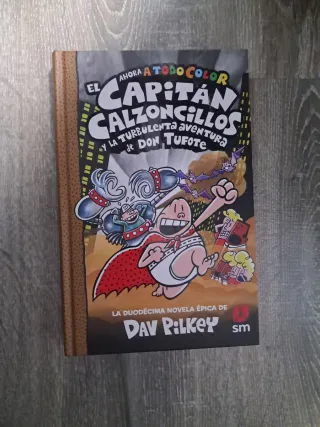 AHORA A TODO COLOR
EL
CAPITÁN
CALZONCILLOS
Y LA TURBULENTA AVENTURA
de DON TUFOTE
LA DUODÉCIMA NOVELA ÉPICA DE
DAV PILKEY
sm